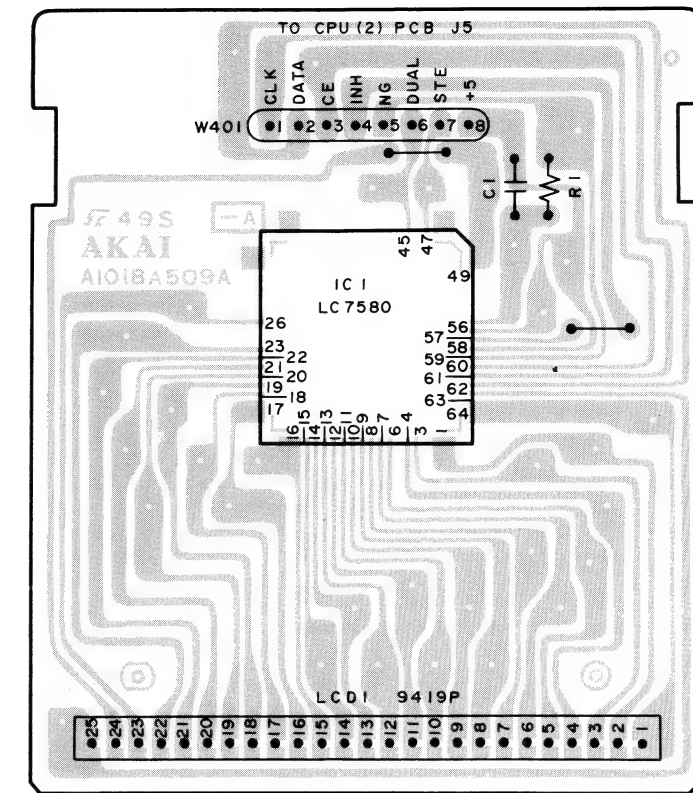 TO CPU (2) PCB J5
CLK DATA CE INH NG DUAL STE +5
W401 1 2 3 4 5 6 7 8
C1 R1
49S -A
AKAI
A1018A509A
45 47
49
IC1
LC7580
26 56
57
23 22 58
59
21 20 60
61
19 18 62
63
17 64
16 15 14 13 12 11 10 9 8 7 6 4 3 1
LCD1 9419P
25 24 23 22 21 20 19 18 17 16 15 14 13 12 11 10 9 8 7 6 5 4 3 2 1